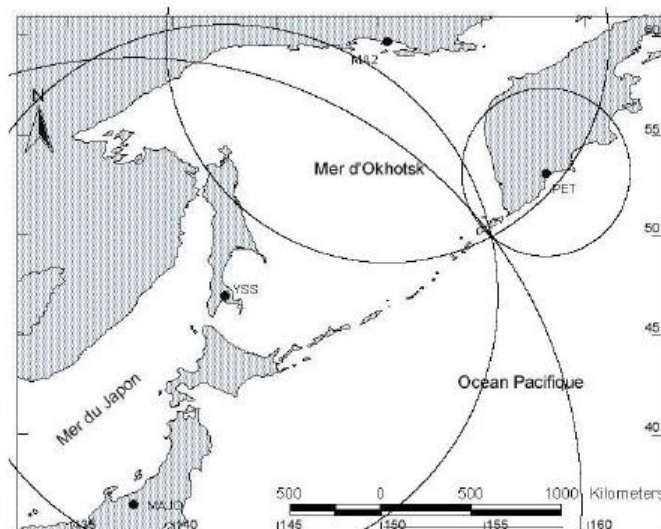 60
MA2
N
55
Mer d'Okhotsk
PET
50
YSS
45
Ocean Pacifique
Mer du Japon
40
500 0 500 1000 Kilometers
MAJO
135 140 145 150 155 160